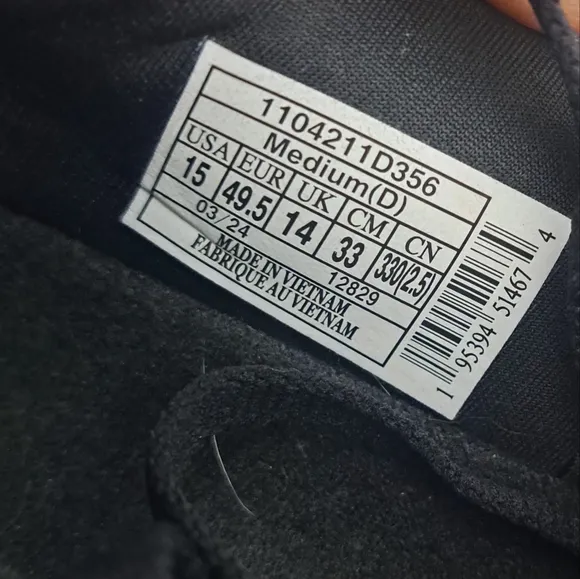 1104211D356
Medium(D)
USA EUR UK CM CN
15 49.5 14 33 330(2.5)
03/24 12829
MADE IN VIETNAM
FABRIQUE AU VIETNAM
1 95394 51467 4